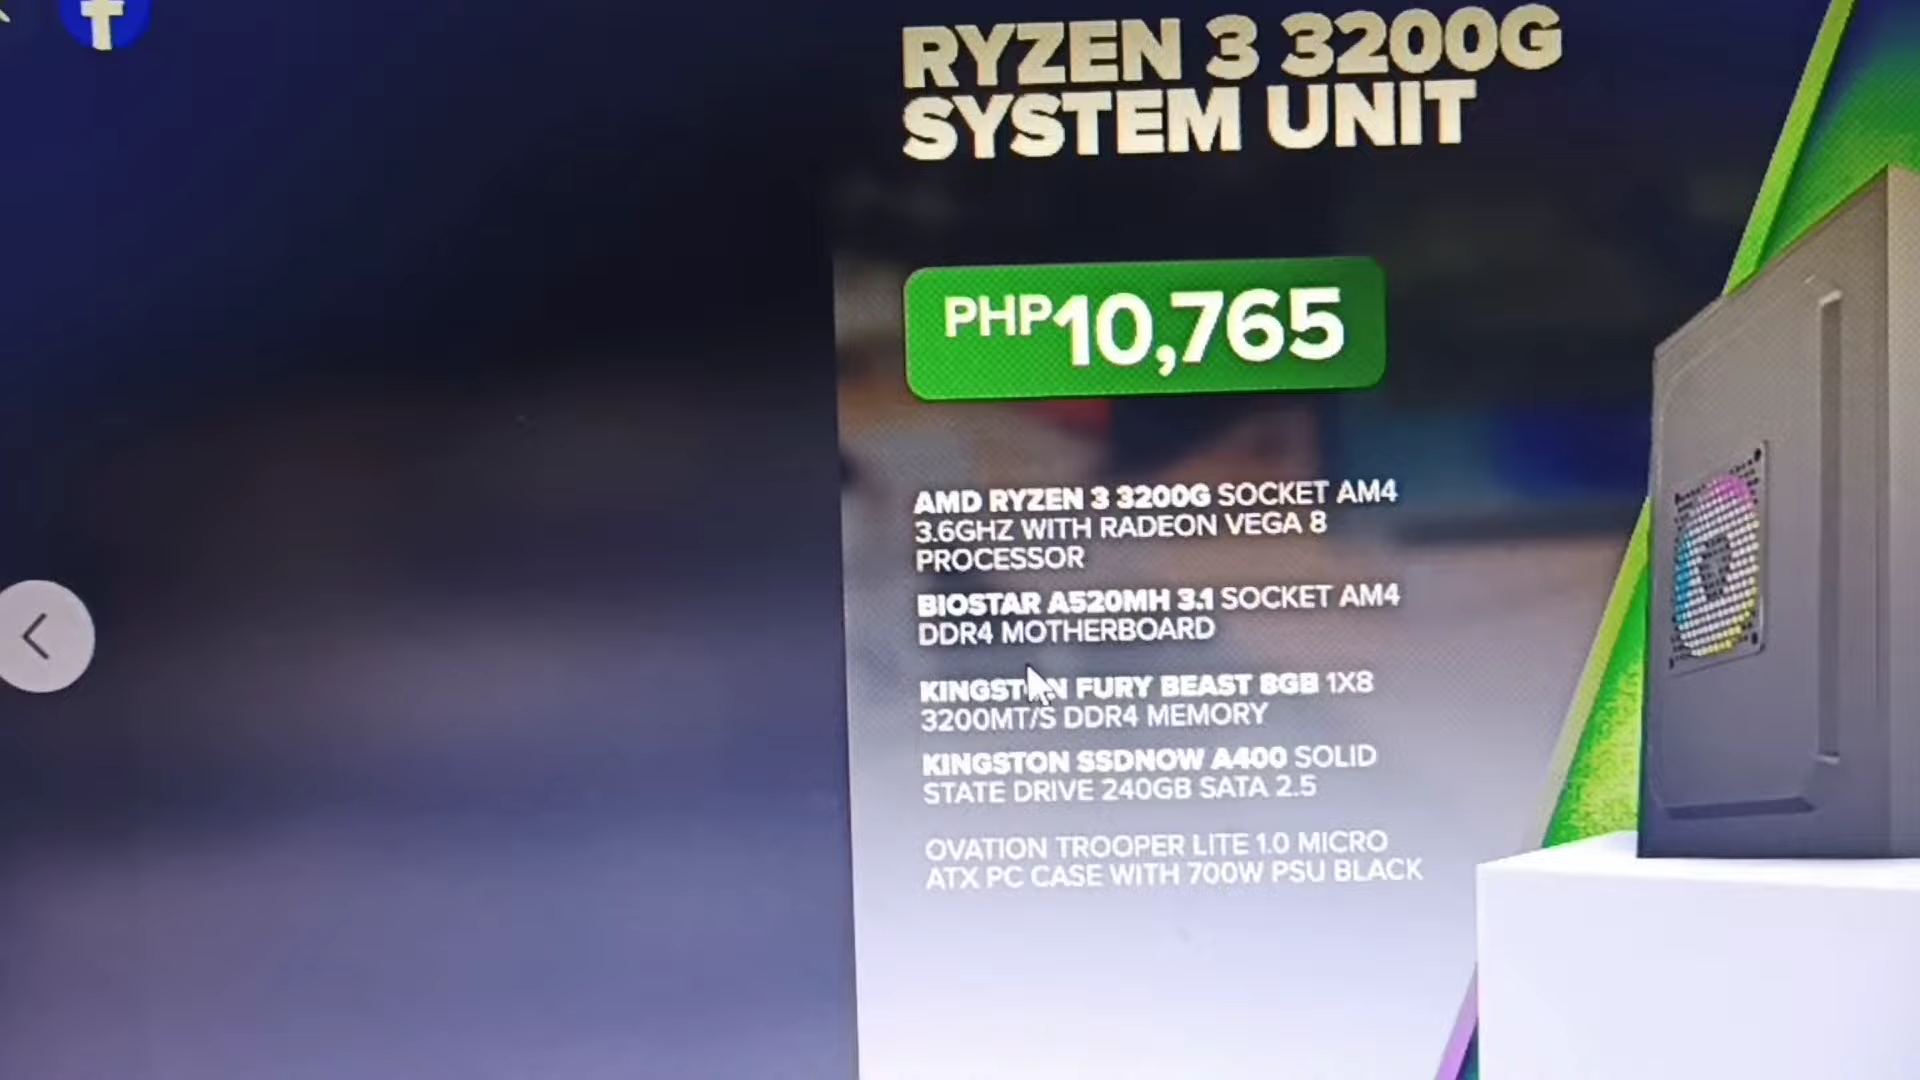 RYZEN 3 3200G
SYSTEM UNIT
PHP10,765
AMD RYZEN 3 3200G SOCKET AM4
3.6GHZ WITH RADEON VEGA 8
PROCESSOR
BIOSTAR A520MH 3.1 SOCKET AM4
DDR4 MOTHERBOARD
KINGSTON FURY BEAST 8GB 1X8
3200MT/S DDR4 MEMORY
KINGSTON SSDNOW A400 SOLID
STATE DRIVE 240GB SATA 2.5
OVATION TROOPER LITE 1.0 MICRO
ATX PC CASE WITH 700W PSU BLACK